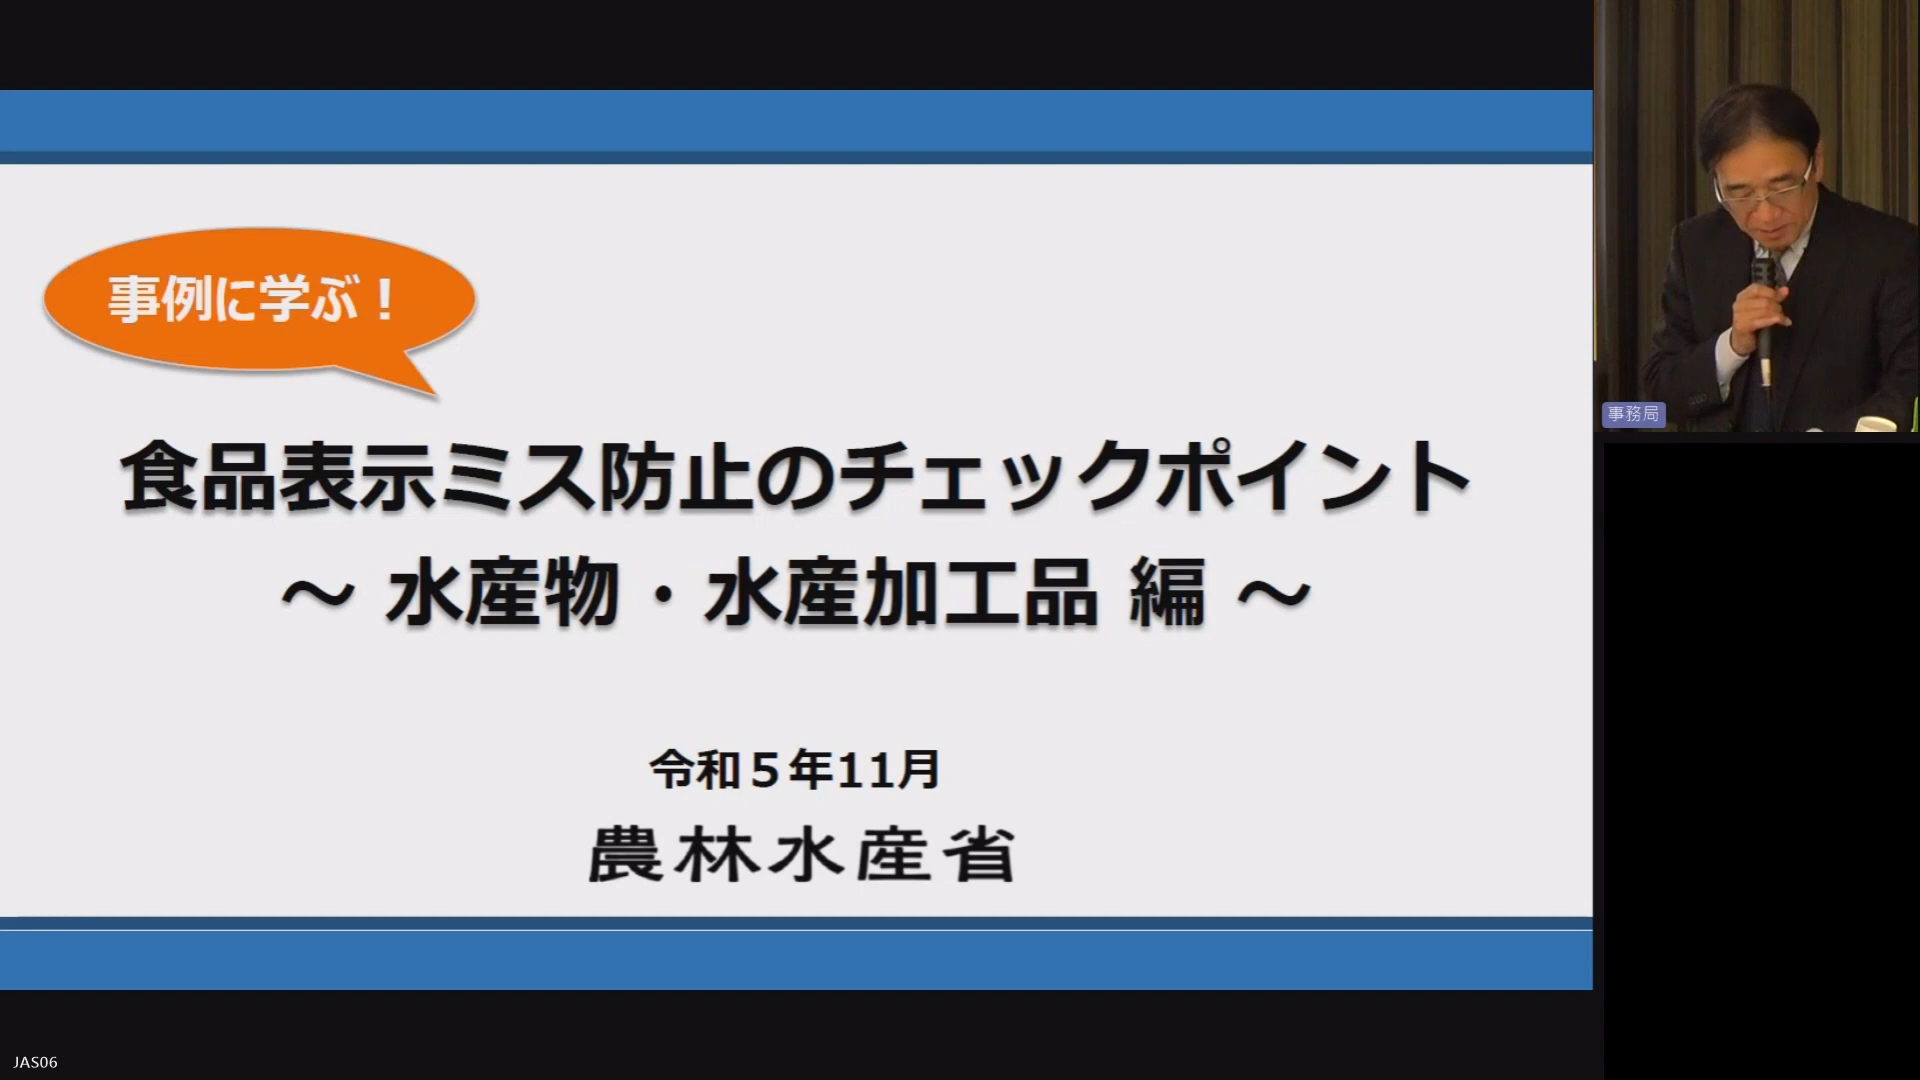 事例に学ぶ！
食品表示ミス防止のチェックポイント
～ 水産物・水産加工品 編 ～
令和５年11月
農林水産省
事務局
JAS06